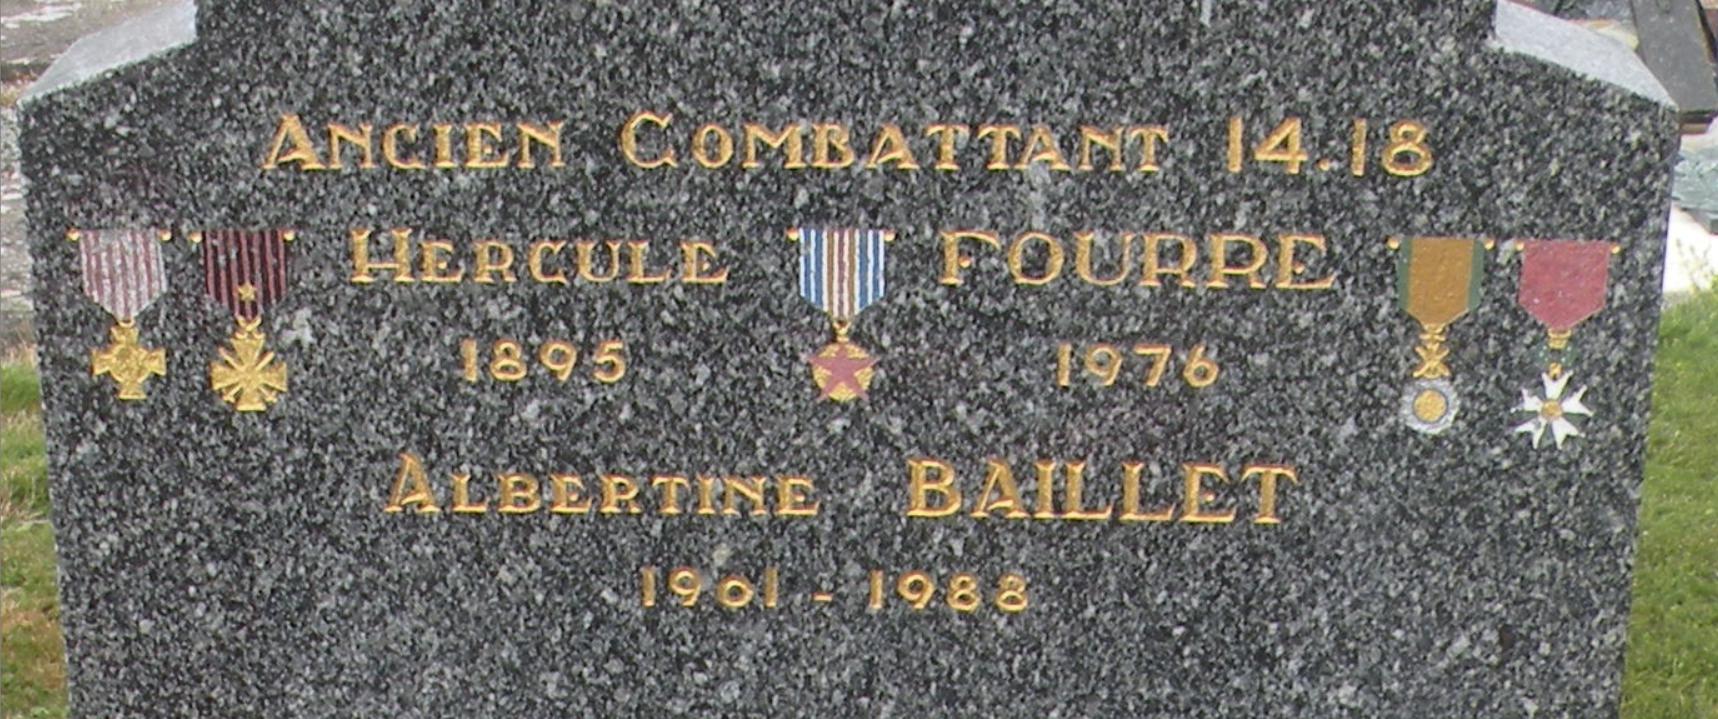 ANCIEN COMBATTANT 14.18
HERCULE FOURRE
1895 1976
ALBERTINE BAILLET
1901 - 1988